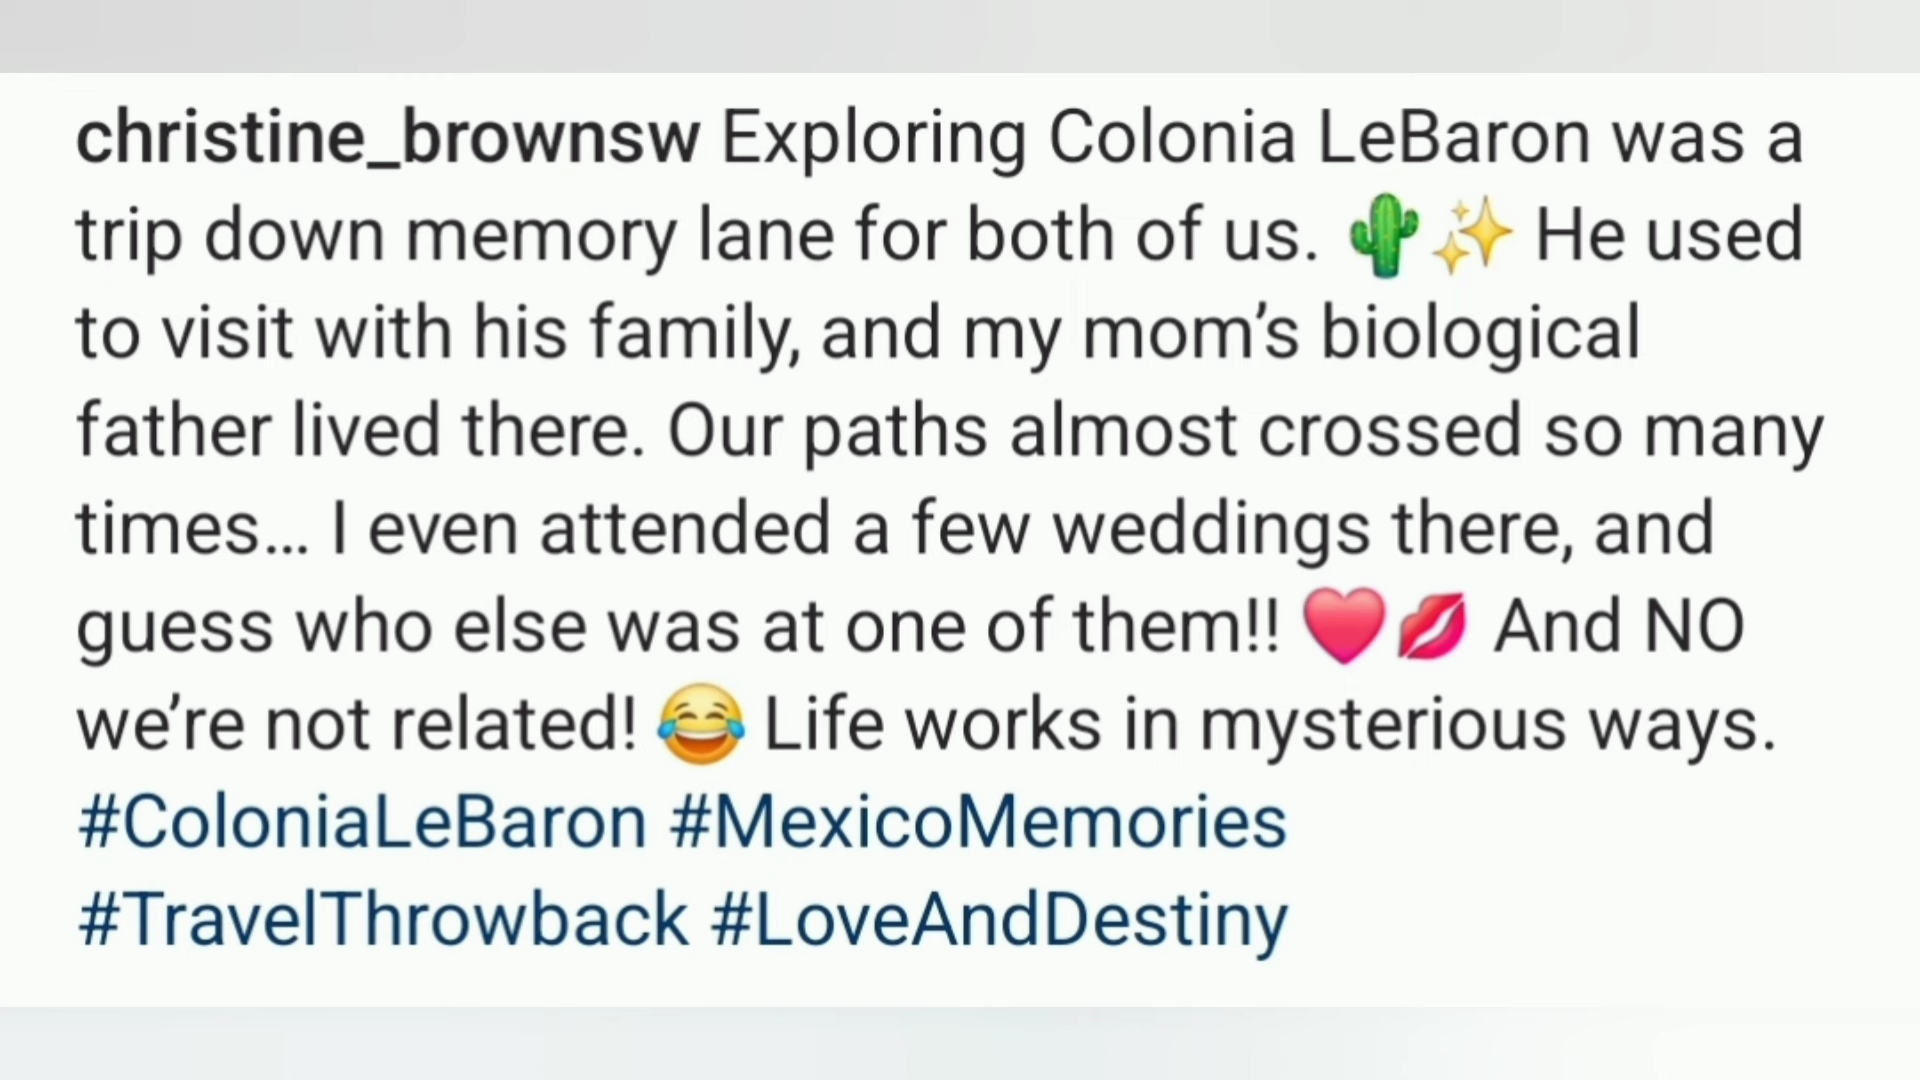 christine_brownsw Exploring Colonia LeBaron was a
trip down memory lane for both of us. 🌵✨ He used
to visit with his family, and my mom’s biological
father lived there. Our paths almost crossed so many
times... I even attended a few weddings there, and
guess who else was at one of them!! ❤️💋 And NO
we’re not related! 😂 Life works in mysterious ways.
#ColoniaLeBaron #MexicoMemories
#TravelThrowback #LoveAndDestiny